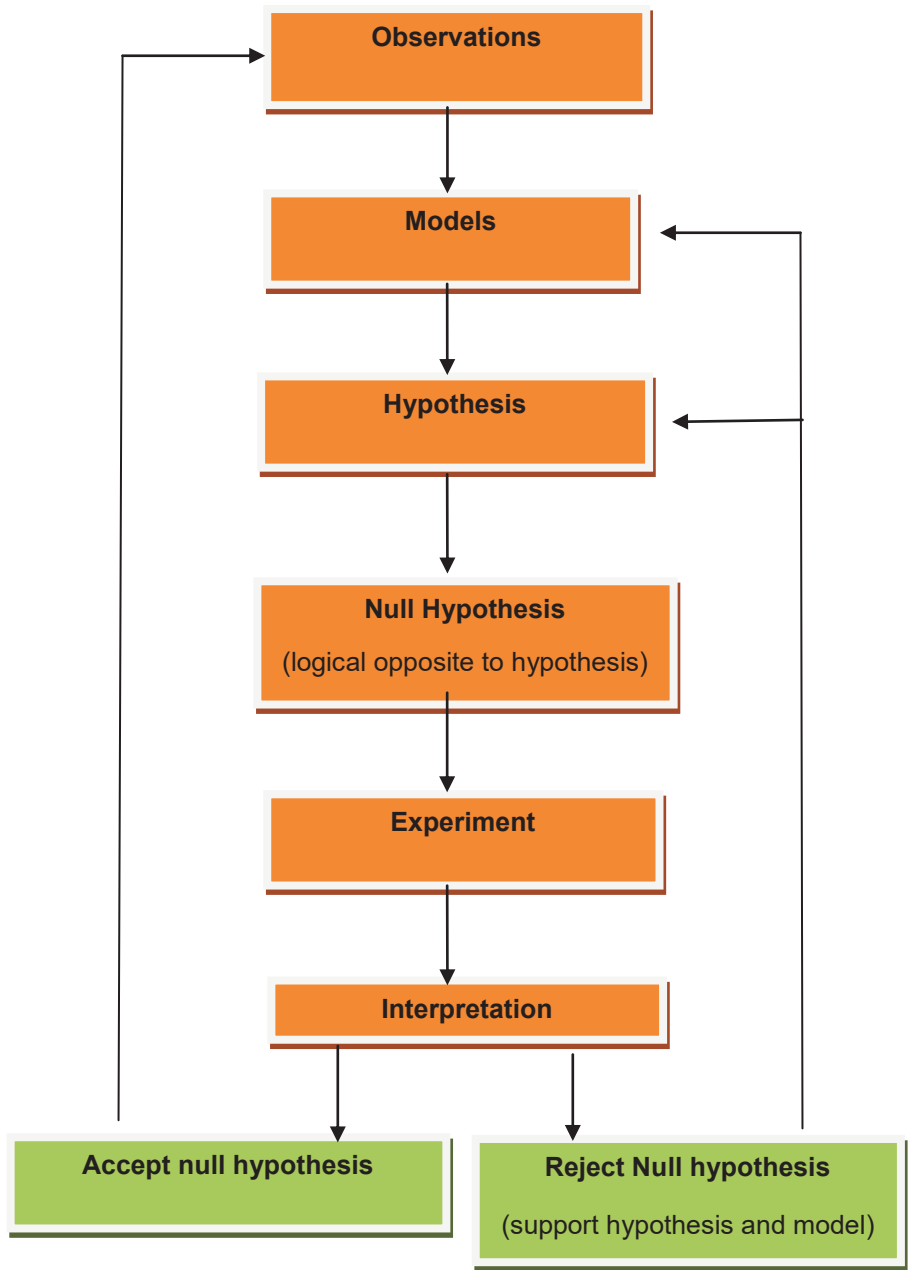 Observations
Models
Hypothesis
Null Hypothesis
(logical opposite to hypothesis)
Experiment
Interpretation
Accept null hypothesis
Reject Null hypothesis
(support hypothesis and model)